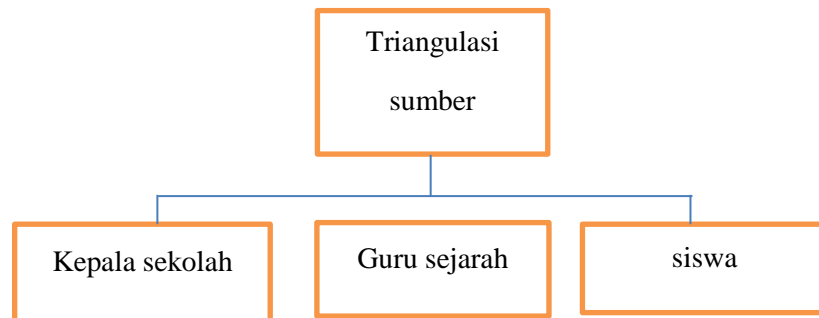 Triangulasi
sumber
Kepala sekolah
Guru sejarah
siswa